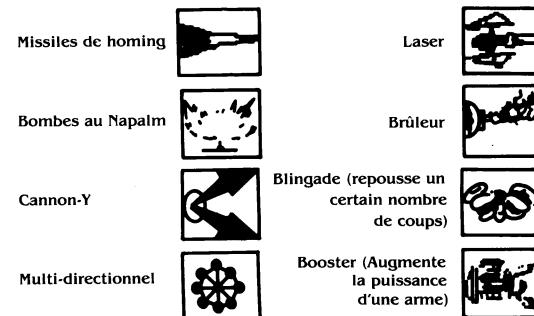 Missiles de homing
Laser
Bombes au Napalm
Brûleur
Cannon-Y
Blingade (repousse un
certain nombre
de coups)
Multi-directionnel
Booster (Augmente
la puissance
d'une arme)